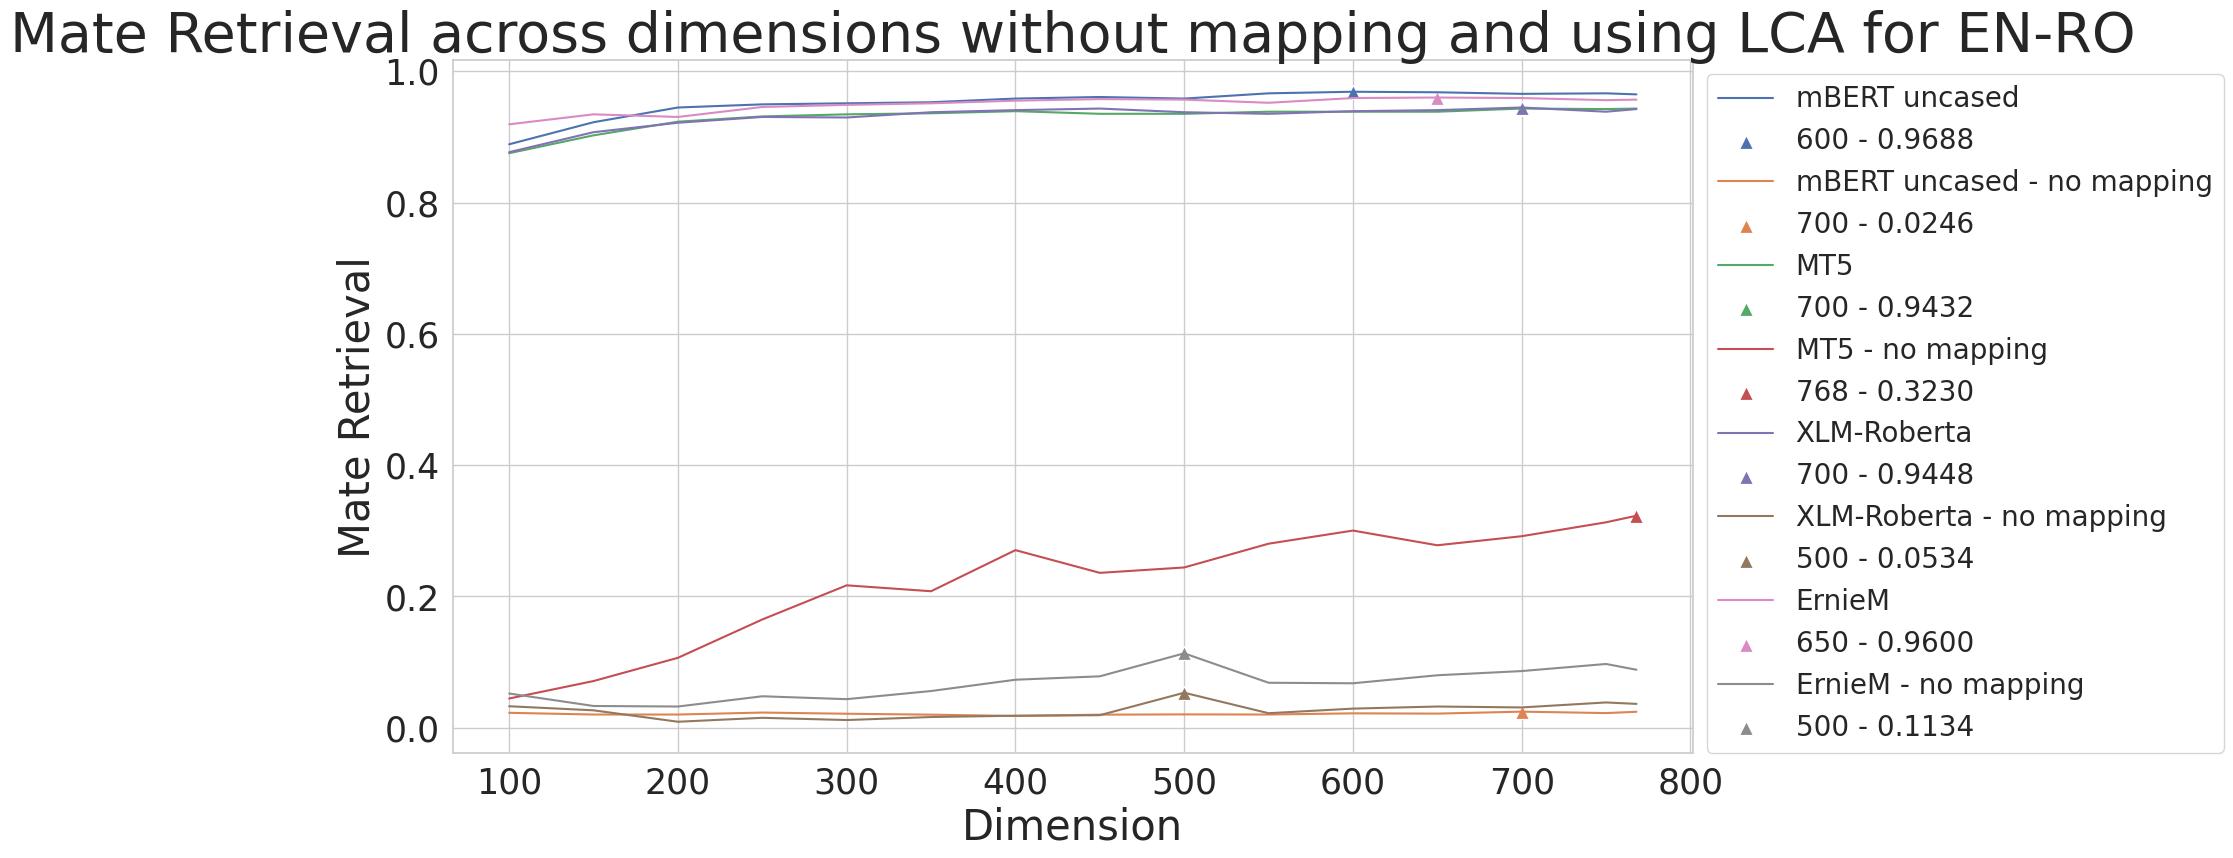 Mate Retrieval across dimensions without mapping and using LCA for EN-RO
Mate Retrieval
1.0
0.8
0.6
0.4
0.2
0.0
100 200 300 400 500 600 700 800
Dimension
mBERT uncased
600 - 0.9688
mBERT uncased - no mapping
700 - 0.0246
MT5
700 - 0.9432
MT5 - no mapping
768 - 0.3230
XLM-Roberta
700 - 0.9448
XLM-Roberta - no mapping
500 - 0.0534
ErnieM
650 - 0.9600
ErnieM - no mapping
500 - 0.1134